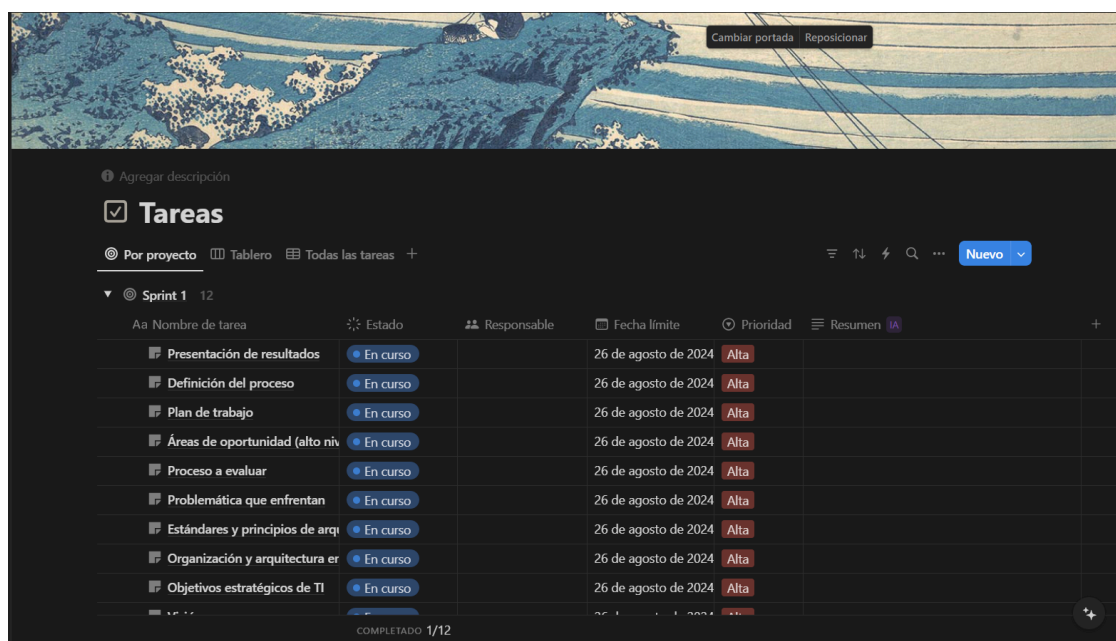 Cambiar portada Reposicionar
Agregar descripción
Tareas
Por proyecto Tablero Todas las tareas
Nuevo
Sprint 1 12
Aa Nombre de tarea Estado Responsable Fecha límite Prioridad Resumen IA
Presentación de resultados En curso 26 de agosto de 2024 Alta
Definición del proceso En curso 26 de agosto de 2024 Alta
Plan de trabajo En curso 26 de agosto de 2024 Alta
Áreas de oportunidad (alto niv En curso 26 de agosto de 2024 Alta
Proceso a evaluar En curso 26 de agosto de 2024 Alta
Problemática que enfrentan En curso 26 de agosto de 2024 Alta
Estándares y principios de arqu En curso 26 de agosto de 2024 Alta
Organización y arquitectura er En curso 26 de agosto de 2024 Alta
Objetivos estratégicos de TI En curso 26 de agosto de 2024 Alta
COMPLETADO 1/12